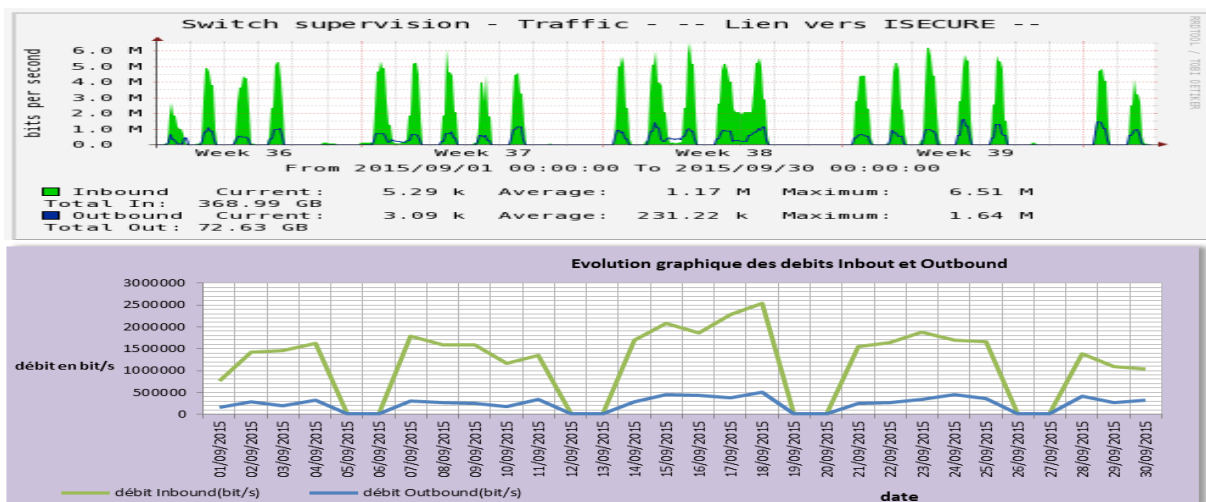 Switch supervision - Traffic - -- Lien vers ISECURE --
RRDTOOL / TOBI OETIKER
bits per second
6.0 M
5.0 M
4.0 M
3.0 M
2.0 M
1.0 M
0.0
Week 36 Week 37 Week 38 Week 39
From 2015/09/01 00:00:00 To 2015/09/30 00:00:00
Inbound Current: 5.29 k Average: 1.17 M Maximum: 6.51 M
Total In: 368.99 GB
Outbound Current: 3.09 k Average: 231.22 k Maximum: 1.64 M
Total Out: 72.63 GB
Evolution graphique des debits Inbout et Outbound
débit en bit/s
3000000
2500000
2000000
1500000
1000000
500000
0
01/09/2015
02/09/2015
03/09/2015
04/09/2015
05/09/2015
06/09/2015
07/09/2015
08/09/2015
09/09/2015
10/09/2015
11/09/2015
12/09/2015
13/09/2015
14/09/2015
15/09/2015
16/09/2015
17/09/2015
18/09/2015
19/09/2015
20/09/2015
21/09/2015
22/09/2015
23/09/2015
24/09/2015
25/09/2015
26/09/2015
27/09/2015
28/09/2015
29/09/2015
30/09/2015
débit Inbound(bit/s) débit Outbound(bit/s)
date